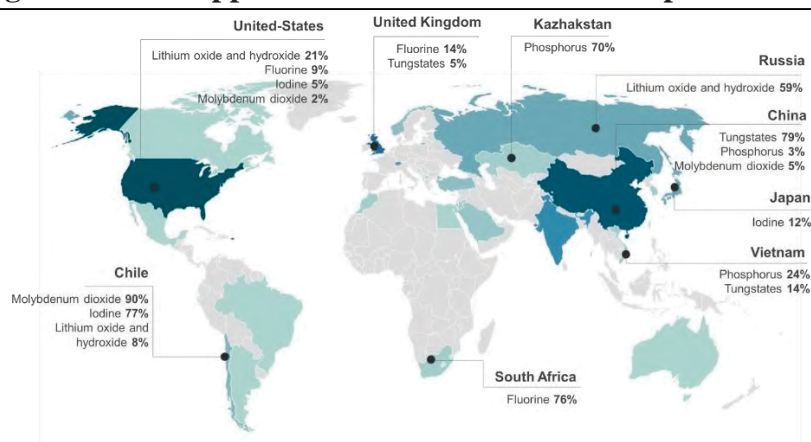 United-States
Lithium oxide and hydroxide 21%
Fluorine 9%
Iodine 5%
Molybdenum dioxide 2%
United Kingdom
Fluorine 14%
Tungstates 5%
Kazhakstan
Phosphorus 70%
Russia
Lithium oxide and hydroxide 59%
China
Tungstates 79%
Phosphorus 3%
Molybdenum dioxide 5%
Japan
Iodine 12%
Vietnam
Phosphorus 24%
Tungstates 14%
Chile
Molybdenum dioxide 90%
Iodine 77%
Lithium oxide and
hydroxide 8%
South Africa
Fluorine 76%